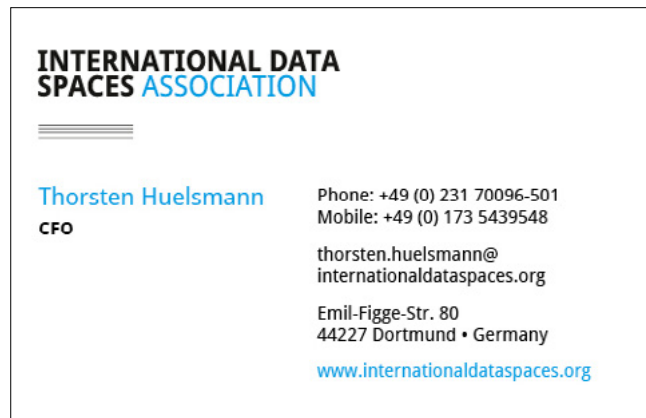 INTERNATIONAL DATA
SPACES ASSOCIATION
Thorsten Huelsmann
CFO
Phone: +49 (0) 231 70096-501
Mobile: +49 (0) 173 5439548
thorsten.huelsmann@
internationaldataspaces.org
Emil-Figge-Str. 80
44227 Dortmund • Germany
www.internationaldataspaces.org